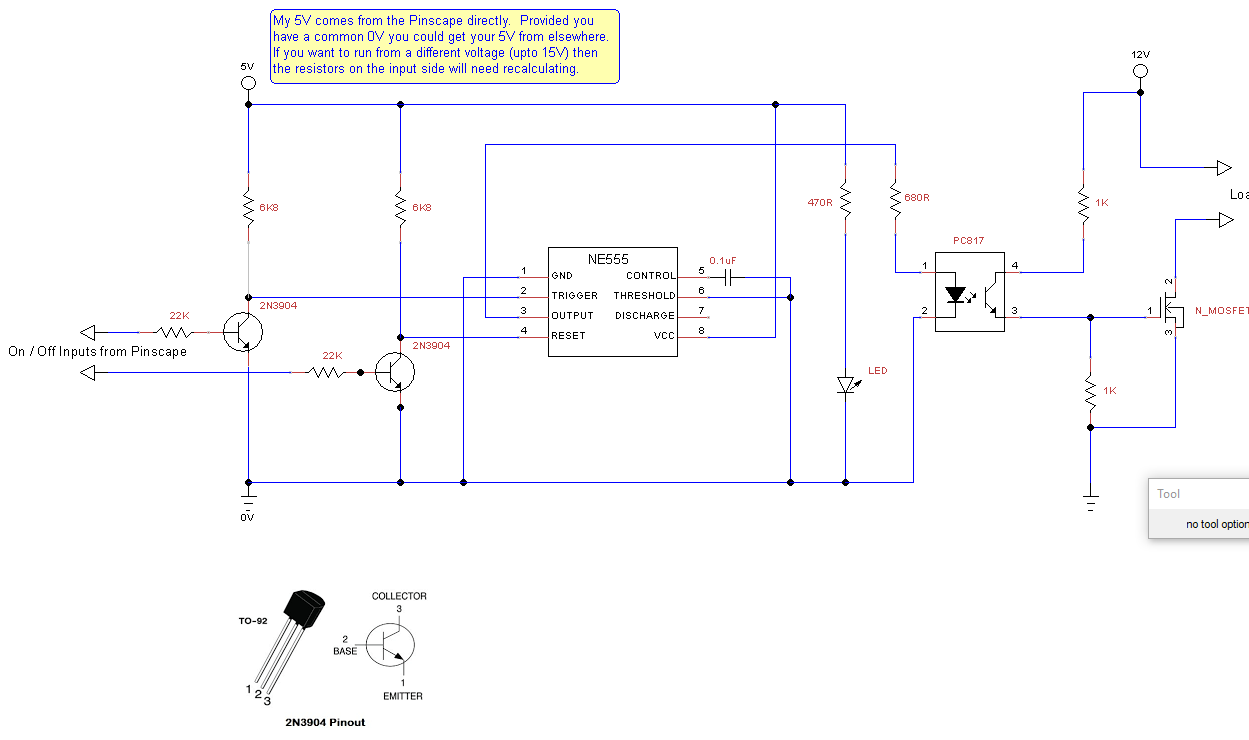 My 5V comes from the Pinscape directly.  Provided you
have a common 0V you could get your 5V from elsewhere.
If you want to run from a different voltage (upto 15V) then
the resistors on the input side will need recalculating.
5V
12V
6K8
6K8
470R
680R
1K
Loa
PC817
NE555
0.1uF
1
GND
CONTROL
5
2
TRIGGER
THRESHOLD
6
3
OUTPUT
DISCHARGE
7
4
RESET
VCC
8
1
4
2
3
2
1
3
N_MOSFET
2N3904
22K
On / Off Inputs from Pinscape
2N3904
22K
LED
1K
0V
Tool
no tool option
TO-92
1
2
3
COLLECTOR
3
2
BASE
1
EMITTER
2N3904 Pinout